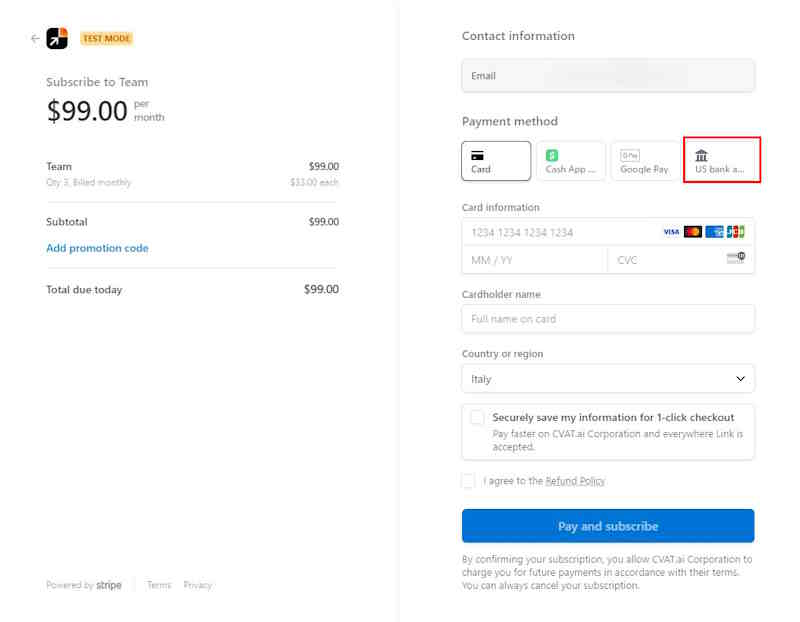 TEST MODE
Subscribe to Team
$99.00 per
month
Team $99.00
Qty 3, Billed monthly $33.00 each
Subtotal $99.00
Add promotion code
Total due today $99.00
Powered by stripe Terms Privacy
Contact information
Email
Payment method
Card
Cash App ...
G Pay
Google Pay
US bank a...
Card information
1234 1234 1234 1234 VISA JCB
MM / YY CVC
Cardholder name
Full name on card
Country or region
Italy
Securely save my information for 1-click checkout
Pay faster on CVAT.ai Corporation and everywhere Link is
accepted.
I agree to the Refund Policy
Pay and subscribe
By confirming your subscription, you allow CVAT.ai Corporation to
charge you for future payments in accordance with their terms.
You can always cancel your subscription.